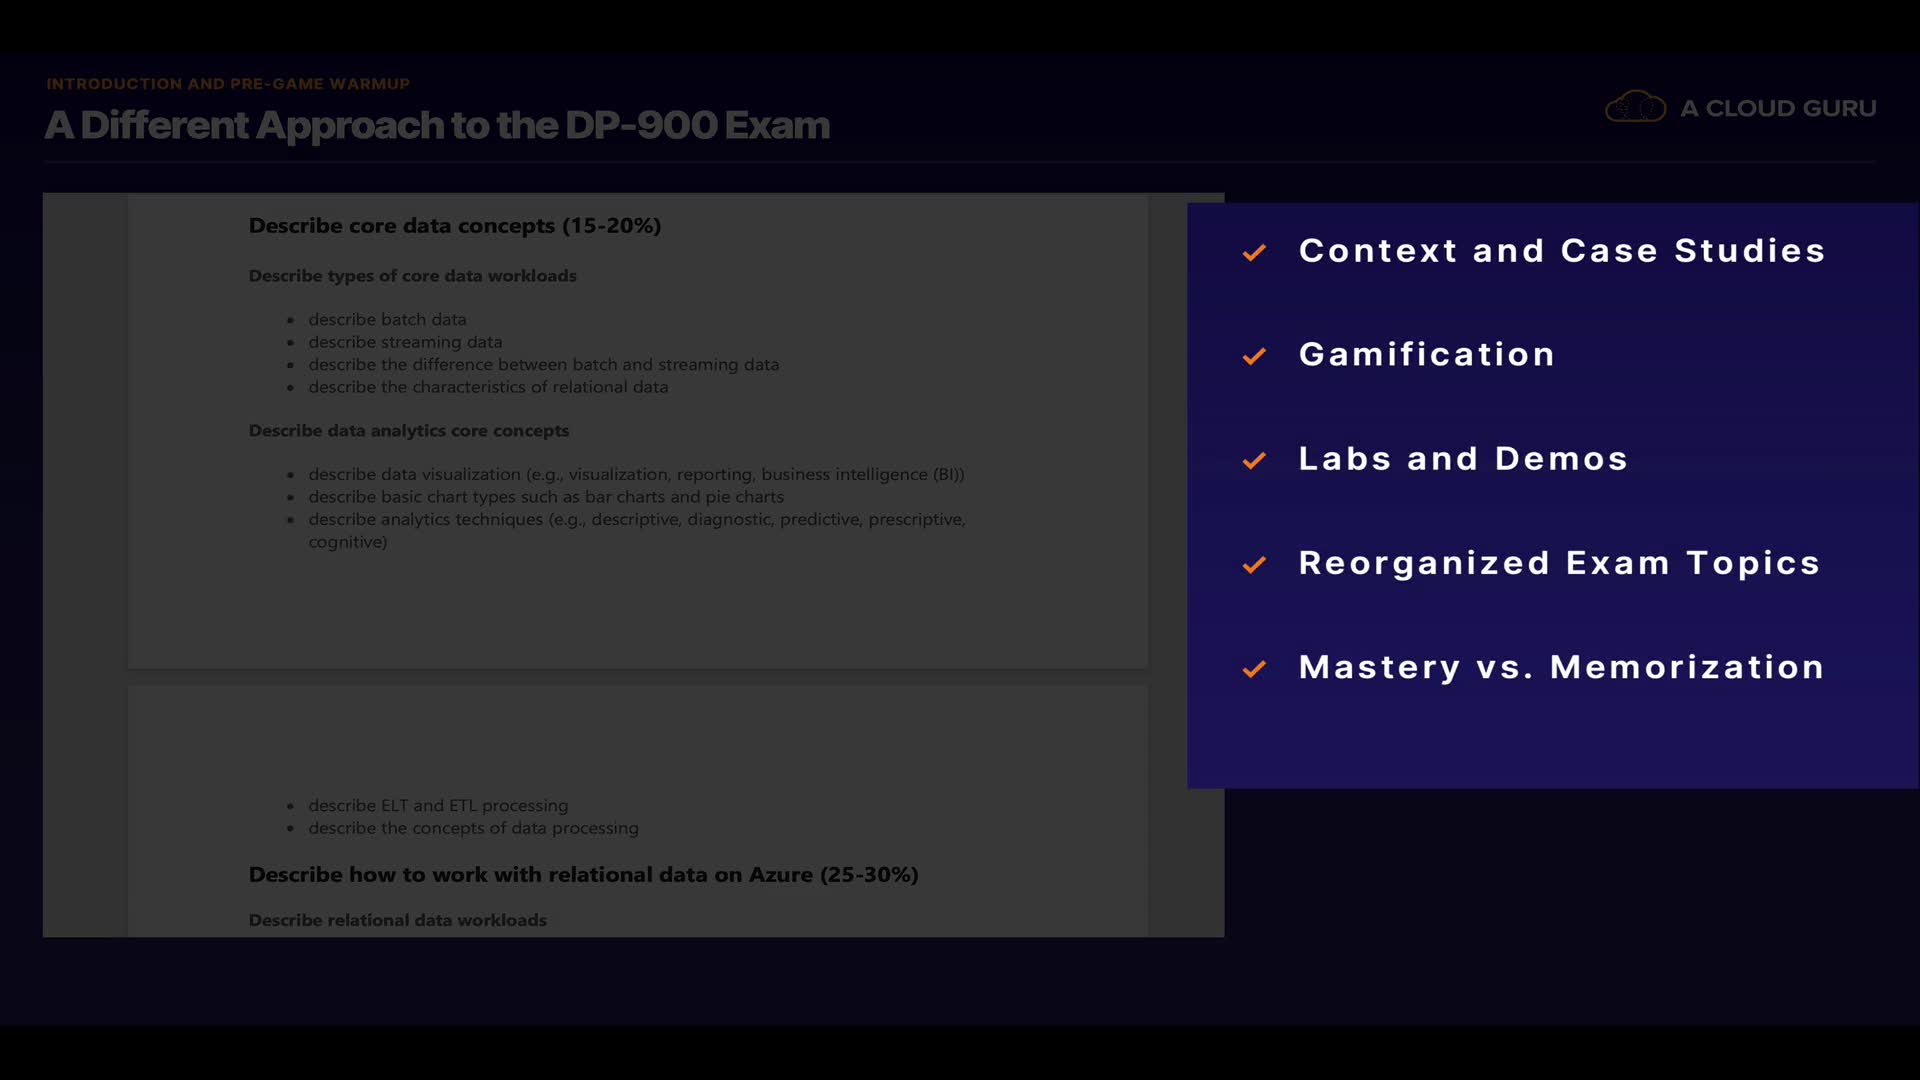 INTRODUCTION AND PRE-GAME WARMUP
A Different Approach to the DP-900 Exam
A CLOUD GURU
Describe core data concepts (15-20%)
Describe types of core data workloads
• describe batch data
• describe streaming data
• describe the difference between batch and streaming data
• describe the characteristics of relational data
Describe data analytics core concepts
• describe data visualization (e.g., visualization, reporting, business intelligence (BI))
• describe basic chart types such as bar charts and pie charts
• describe analytics techniques (e.g., descriptive, diagnostic, predictive, prescriptive,
cognitive)
• describe ELT and ETL processing
• describe the concepts of data processing
Describe how to work with relational data on Azure (25-30%)
Describe relational data workloads
✓ Context and Case Studies
✓ Gamification
✓ Labs and Demos
✓ Reorganized Exam Topics
✓ Mastery vs. Memorization